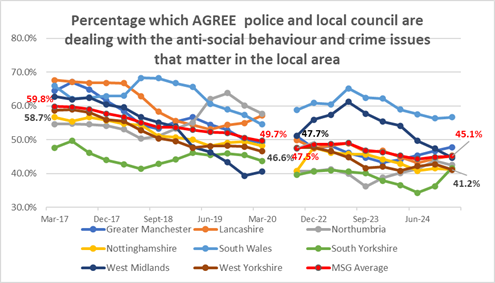 Percentage which AGREE police and local council are
dealing with the anti-social behaviour and crime issues
that matter in the local area
80.0%
70.0%
60.0%
50.0%
40.0%
30.0%
59.8%
58.7%
49.7%
46.6%
47.7%
47.5%
45.1%
41.2%
Mar-17 Dec-17 Sept-18 Jun-19 Mar-20 Dec-22 Sep-23 Jun-24
Greater Manchester Lancashire Northumbria
Nottinghamshire South Wales South Yorkshire
West Midlands West Yorkshire MSG Average